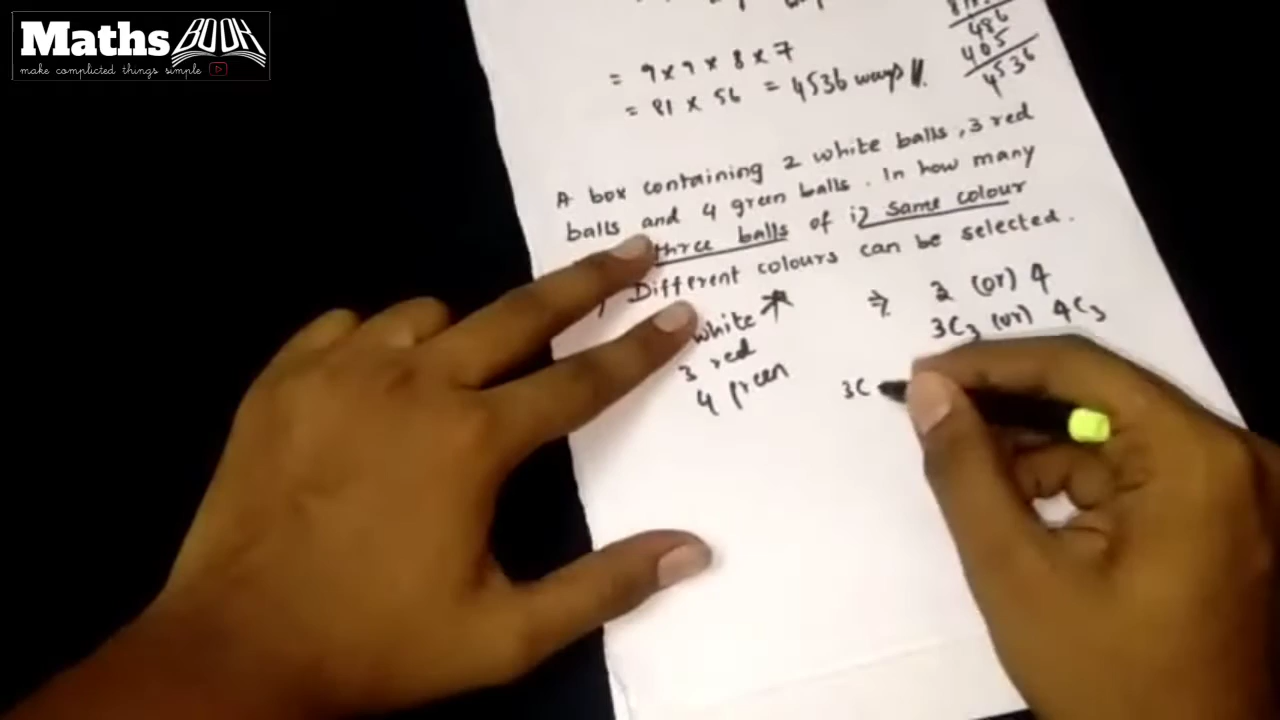 Maths BOOK
make complicted things simple
486
405
4536
= 9 x 9 x 8 x 7
= 81 x 56 = 4536 ways //.
A box containing 2 white balls, 3 red
balls and 4 green balls. In how many
three balls of i) same colour
) Different colours can be selected.
white ⇒ 3 (or) 4
3 red 3C3 (or) 4C3
4 green 3C